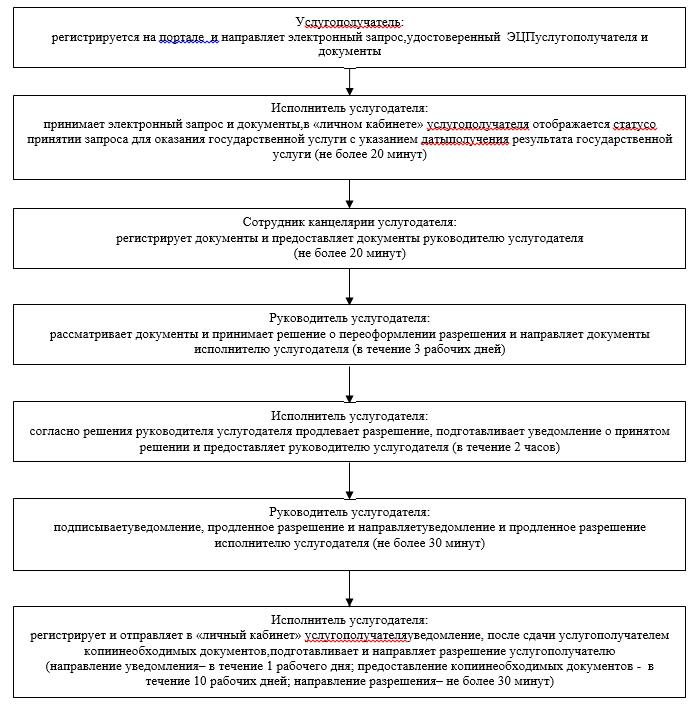 Услугополучатель:
регистрируется на портале и направляет электронный запрос,удостоверенный ЭЦПуслугополучателя и
документы
Исполнитель услугодателя:
принимает электронный запрос и документы,в «личном кабинете» услугополучателя отображается статусо
принятии запроса для оказания государственной услуги с указанием датыполучения результата государственной
услуги (не более 20 минут)
Сотрудник канцелярии услугодателя:
регистрирует документы и предоставляет документы руководителю услугодателя
(не более 20 минут)
Руководитель услугодателя:
рассматривает документы и принимает решение о переоформлении разрешения и направляет документы
исполнителю услугодателя (в течение 3 рабочих дней)
Исполнитель услугодателя:
согласно решения руководителя услугодателя продлевает разрешение, подготавливает уведомление о принятом
решении и предоставляет руководителю услугодателя (в течение 2 часов)
Руководитель услугодателя:
подписываетуведомление, продленное разрешение и направляетуведомление и продленное разрешение
исполнителю услугодателя (не более 30 минут)
Исполнитель услугодателя:
регистрирует и отправляет в «личный кабинет» услугополучателяуведомление, после сдачи услугополучателем
копиинеобходимых документов,подготавливает и направляет разрешение услугополучателю
(направление уведомления– в течение 1 рабочего дня; предоставление копиинеобходимых документов - в
течение 10 рабочих дней; направление разрешения– не более 30 минут)